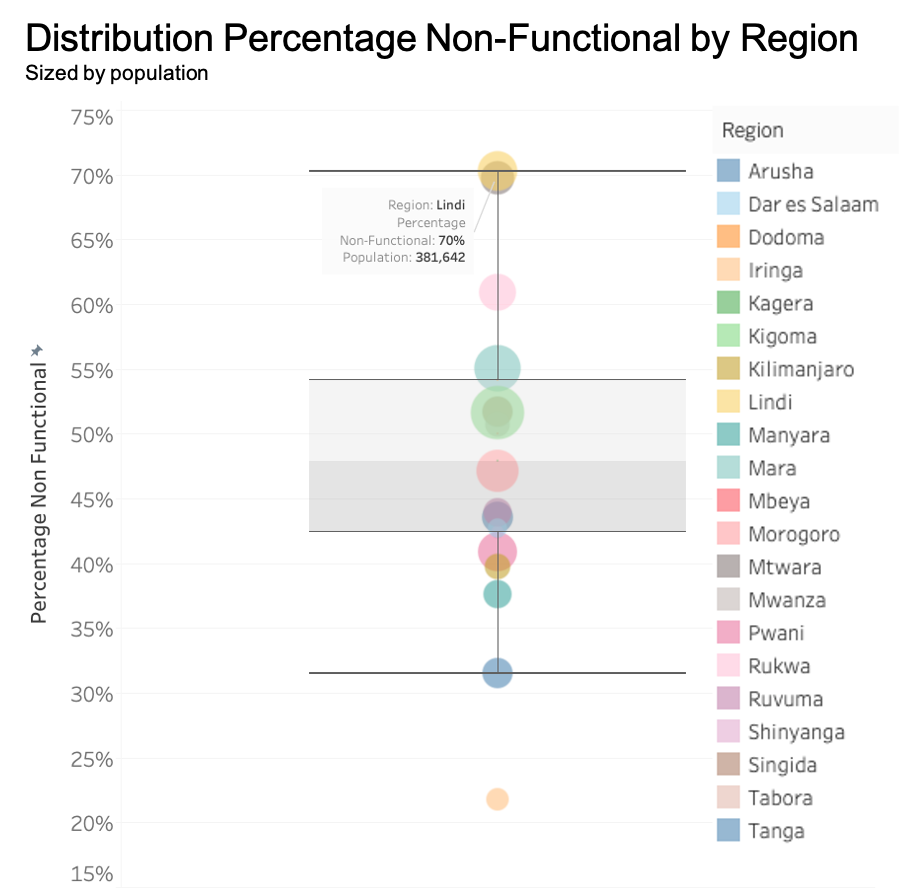 Distribution Percentage Non-Functional by Region
Sized by population
75%
70%
65%
60%
55%
50%
45%
40%
35%
30%
25%
20%
15%
Percentage Non Functional
Region: Lindi
Percentage
Non-Functional: 70%
Population: 381,642
Region
Arusha
Dar es Salaam
Dodoma
Iringa
Kagera
Kigoma
Kilimanjaro
Lindi
Manyara
Mara
Mbeya
Morogoro
Mtwara
Mwanza
Pwani
Rukwa
Ruvuma
Shinyanga
Singida
Tabora
Tanga